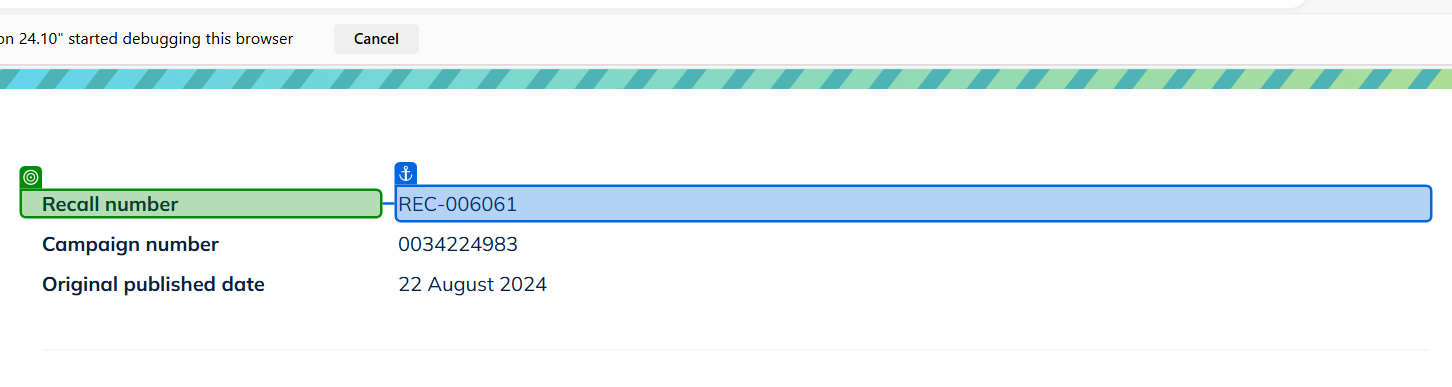 on 24.10" started debugging this browser Cancel
Recall number REC-006061
Campaign number 0034224983
Original published date 22 August 2024